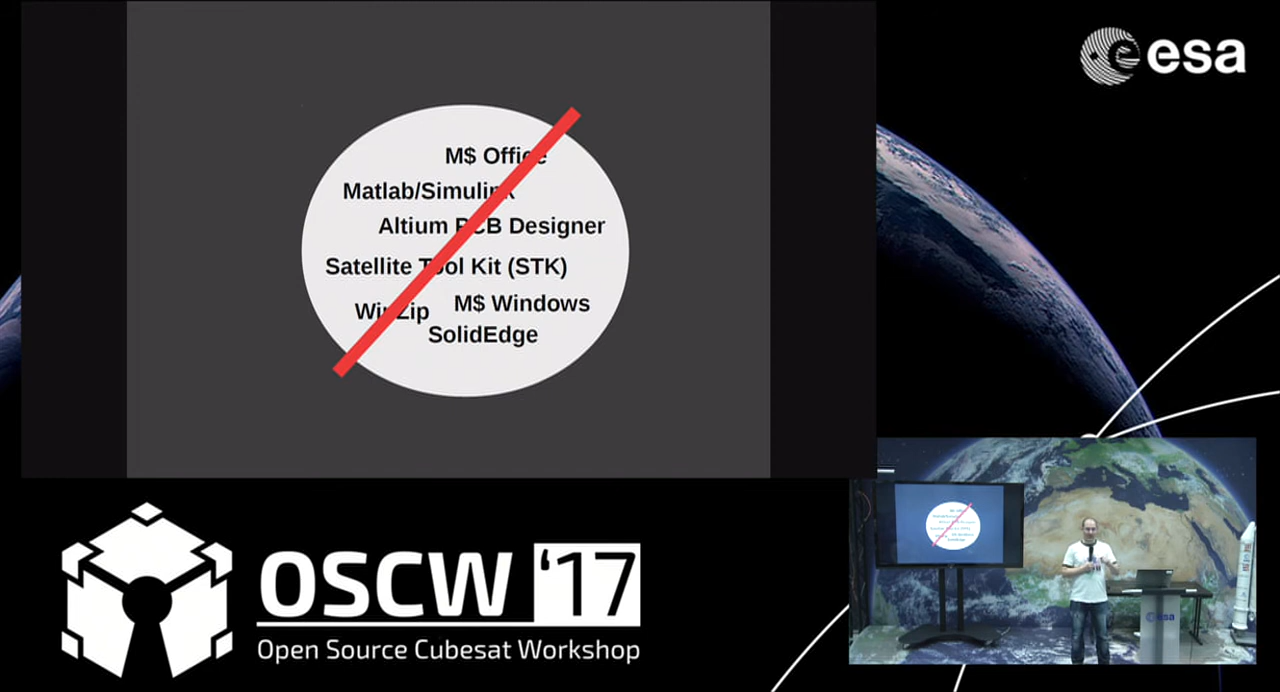 M$ Office
Matlab/Simulink
Altium PCB Designer
Satellite Tool Kit (STK)
WinZip
M$ Windows
SolidEdge
esa
OSCW '17
Open Source Cubesat Workshop
esa